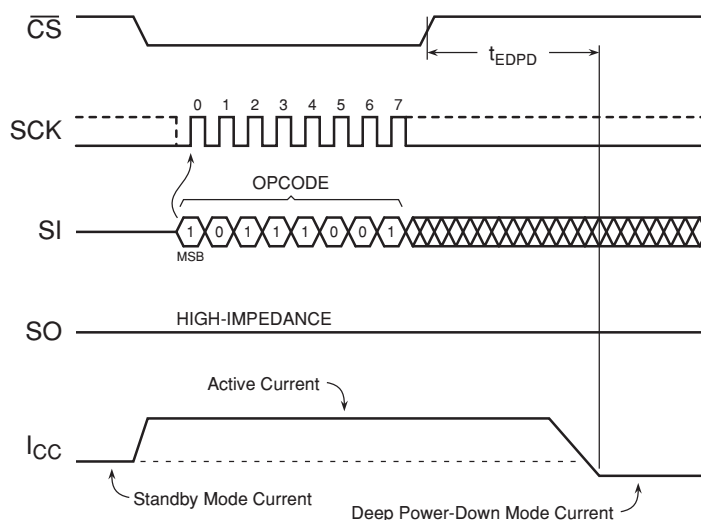 CS
tEDPD
0 1 2 3 4 5 6 7
SCK
OPCODE
SI
1 0 1 1 1 0 0 1
MSB
HIGH-IMPEDANCE
SO
Active Current
ICC
Standby Mode Current
Deep Power-Down Mode Current